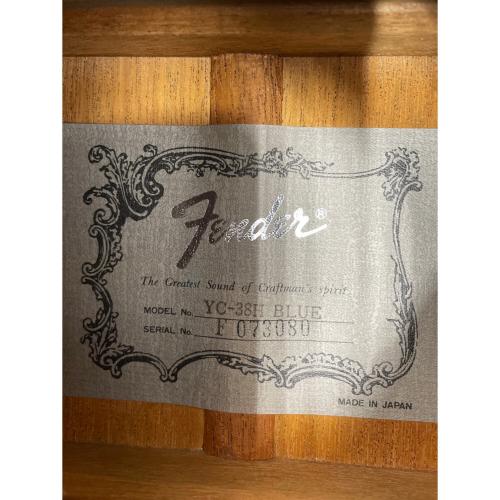 Fender®
The Greatest Sound of Craftman's spirit
MODEL No. YC-38H BLUE
SERIAL No. F 073080
MADE IN JAPAN